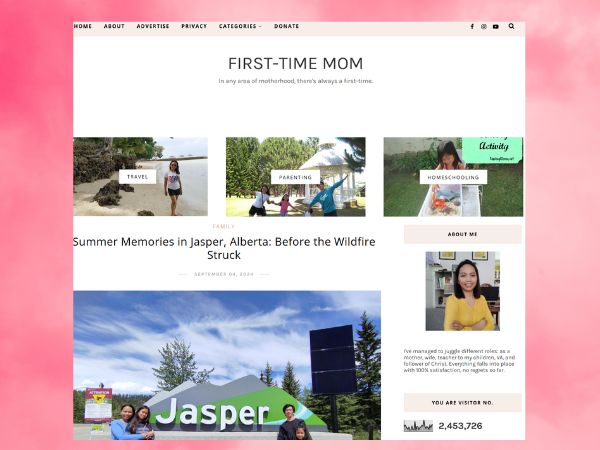 HOME ABOUT ADVERTISE PRIVACY CATEGORIES DONATE
FIRST-TIME MOM
In any area of motherhood, there's always a first-time.
TRAVEL
PARENTING
Activity
HOMESCHOOLING
FAMILY
Summer Memories in Jasper, Alberta: Before the Wildfire
Struck
SEPTEMBER 04, 2024
ABOUT ME
I've managed to juggle different roles: as a
mother, wife, teacher to my children, VA, and
follower of Christ. Everything falls into place
with 100% satisfaction, no regrets so far.
YOU ARE VISITOR NO.
2,453,726
ATTENTION
Jasper